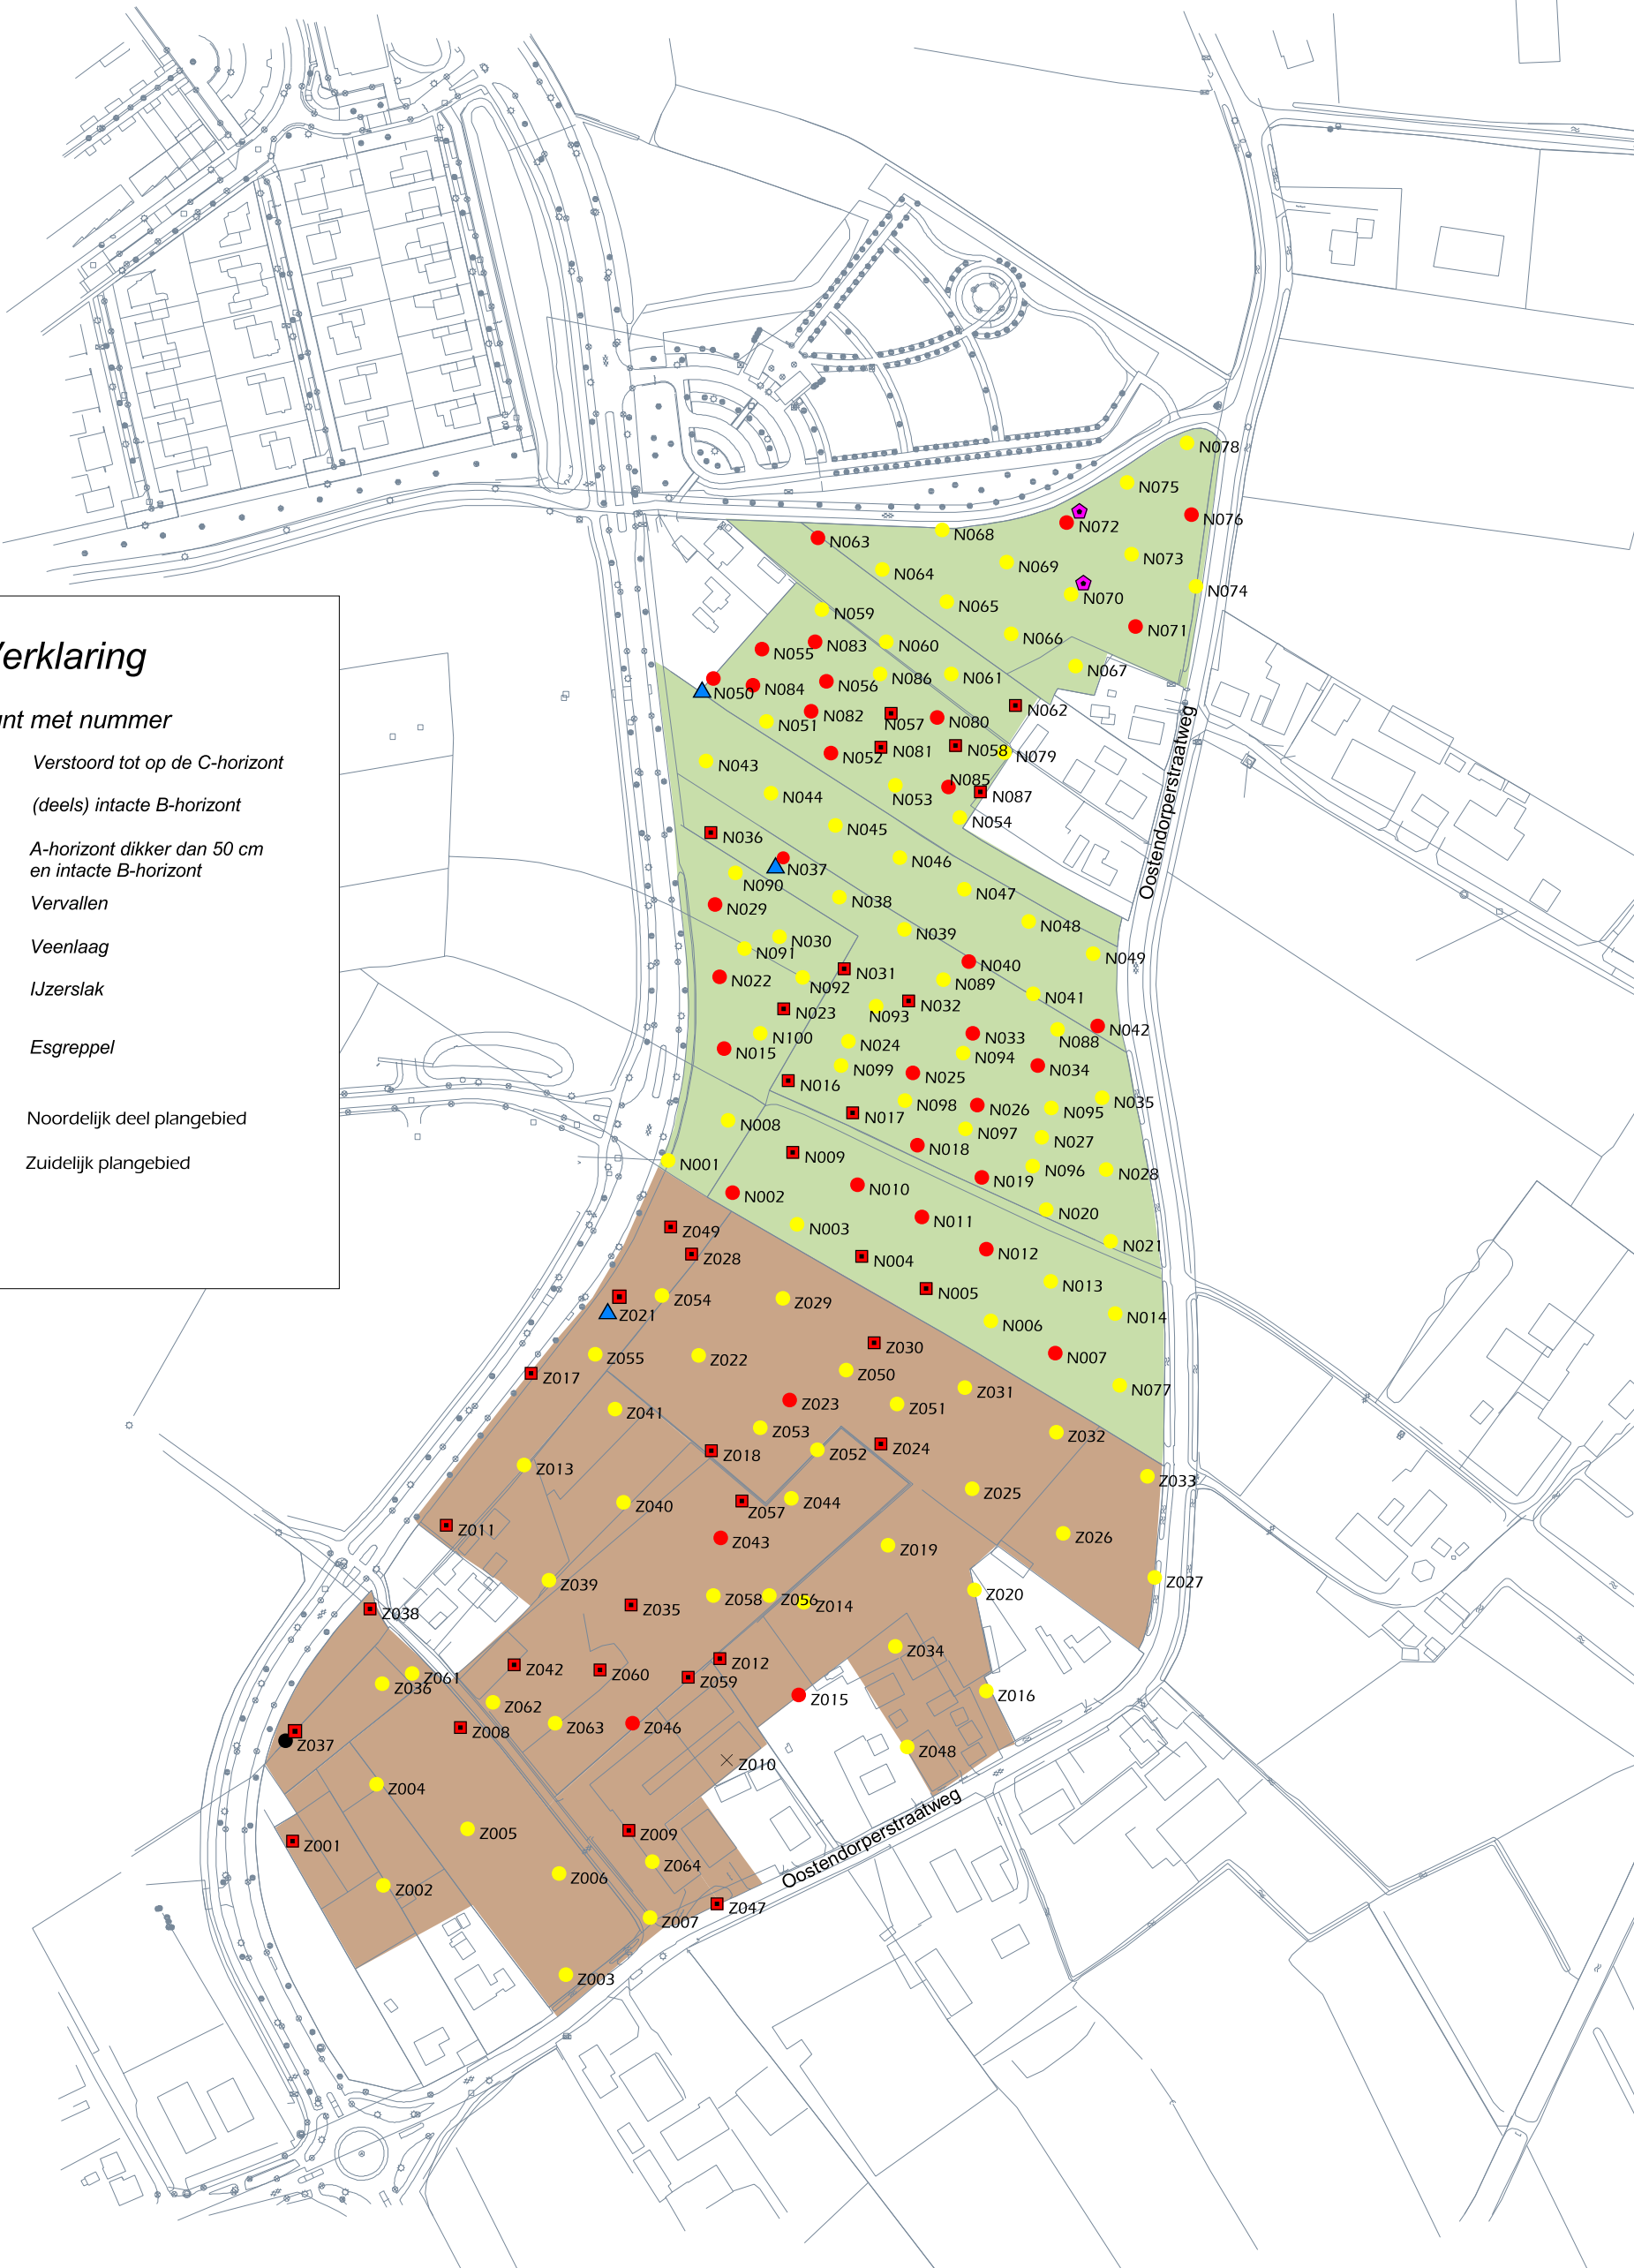 Verklaring
nt met nummer
Verstoord tot op de C-horizont
(deels) intacte B-horizont
A-horizont dikker dan 50 cm
en intacte B-horizont
Vervallen
Veenlaag
IJzerslak
Esgreppel
Noordelijk deel plangebied
Zuidelijk plangebied
N078
N075
N076
N072
N063
N068
N073
N069
N064
N074
N070
N065
N059
N071
N066
N083
N060
N055
N067
N086
N061
N056
N084
N050
N062
N082
N057
N080
N051
N058
N081
N052
N079
N043
N085
N044
N053
N087
N054
N045
N036
N046
N037
N090
N047
N038
N029
N048
N039
N030
N091
N049
N040
N031
N022
N092
N089
N041
N032
N023
N093
N042
N100
N033
N088
N024
N015
N094
N099
N034
N025
N016
N035
N098
N026
N095
N017
N008
N097
N027
N018
N009
N001
N096
N028
N019
N010
N002
N020
N011
N003
Z049
N021
N012
Z028
N004
N013
N005
Z054
Z029
Z021
N014
N006
Z030
N007
Z055
Z022
Z050
Z017
N077
Z031
Z023
Z051
Z041
Z053
Z032
Z024
Z018
Z052
Z013
Z033
Z025
Z044
Z040
Z057
Z011
Z026
Z043
Z019
Z039
Z027
Z020
Z058
Z056
Z014
Z035
Z038
Z034
Z012
Z042
Z060
Z061
Z059
Z036
Z016
Z015
Z062
Z063
Z046
Z008
Z037
Z048
Z010
Z004
Z005
Z009
Z001
Z064
Z006
Z002
Z047
Z007
Z003
Oostendorperstraatweg
Oostendorperstraatweg